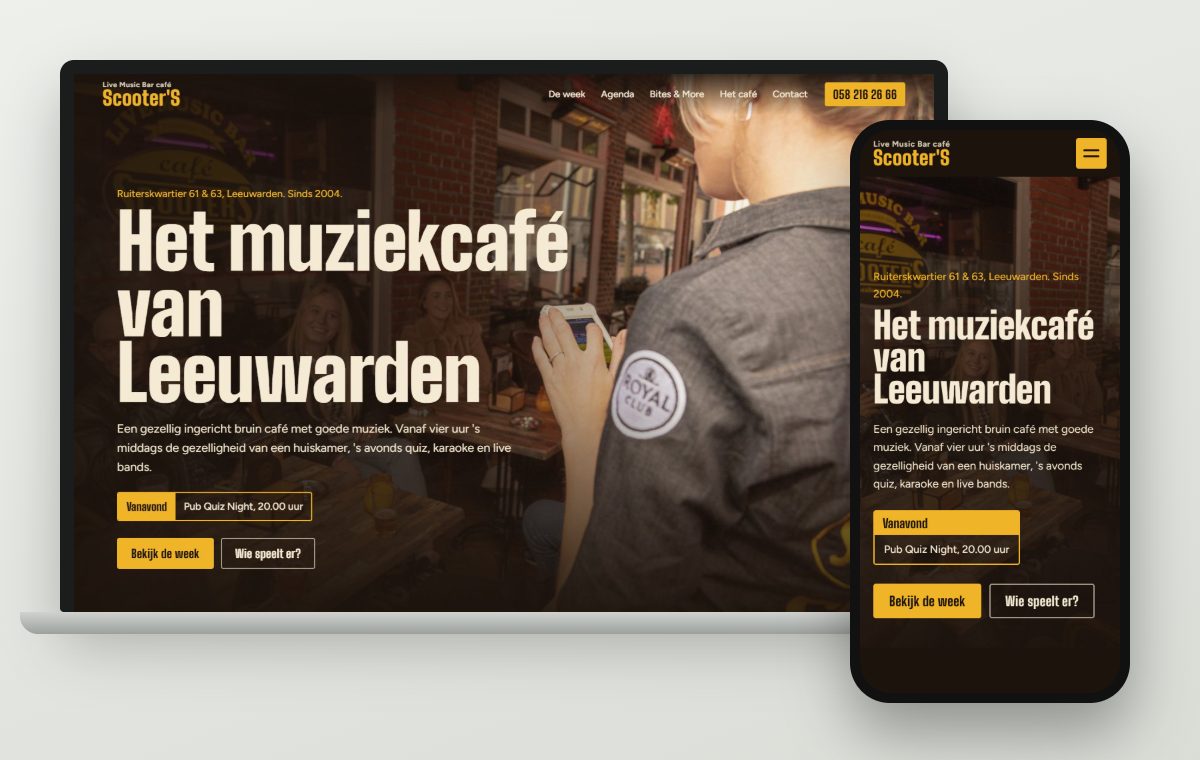 Live Music Bar café
Scooter'S
De week Agenda Bites & More Het café Contact 058 216 26 66
Ruiterskwartier 61 & 63, Leeuwarden. Sinds 2004.
Het muziekcafé
van
Leeuwarden
Een gezellig ingericht bruin café met goede muziek. Vanaf vier uur 's
middags de gezelligheid van een huiskamer, 's avonds quiz, karaoke en live
bands.
Vanavond Pub Quiz Night, 20.00 uur
Bekijk de week Wie speelt er?
ROYAL
CLUB
Live Music Bar café
Scooter'S
MUSIC BAR
café
Ruiterskwartier 61 & 63, Leeuwarden. Sinds
2004.
Het muziekcafé
van
Leeuwarden
Een gezellig ingericht bruin café met goede
muziek. Vanaf vier uur 's middags de
gezelligheid van een huiskamer, 's avonds
quiz, karaoke en live bands.
Vanavond
Pub Quiz Night, 20.00 uur
Bekijk de week Wie speelt er?